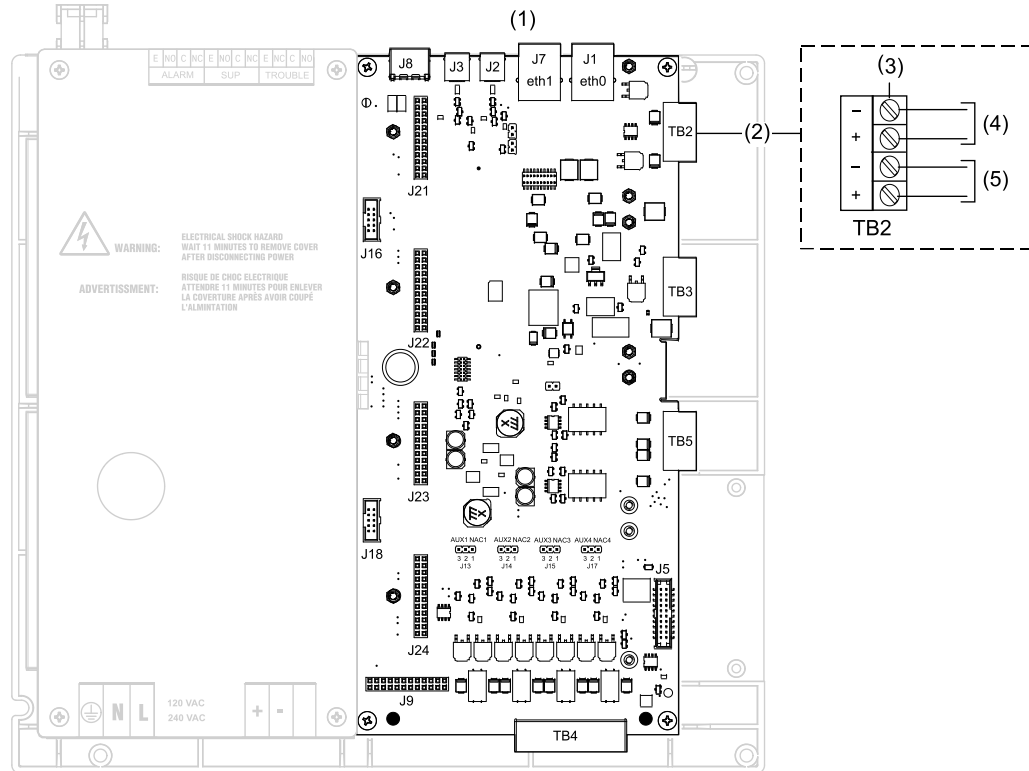 (1)
E NO C NC E NO C NC E NC C NO
ALARM SUP TROUBLE
J8 J3 J2 J7 J1
eth1 eth0
(3)
TB2 (2)
− (4)
+
− (5)
+
TB2
J21
J16
WARNING: ELECTRICAL SHOCK HAZARD
WAIT 11 MINUTES TO REMOVE COVER
AFTER DISCONNECTING POWER
ADVERTISSMENT: RISQUE DE CHOC ELECTRIQUE
ATTENDRE 11 MINUTES POUR ENLEVER
LA COVERTURE APRÈS AVOIR COUPÉ
L'ALMINTATION
TB3
J22
X
TB5
J23
X
J18
AUX1 NAC1 AUX2 NAC2 AUX3 NAC3 AUX4 NAC4
3 2 1 3 2 1 3 2 1 3 2 1
J13 J14 J15 J17
J5
J24
J9
N L 120 VAC
240 VAC
+ -
TB4